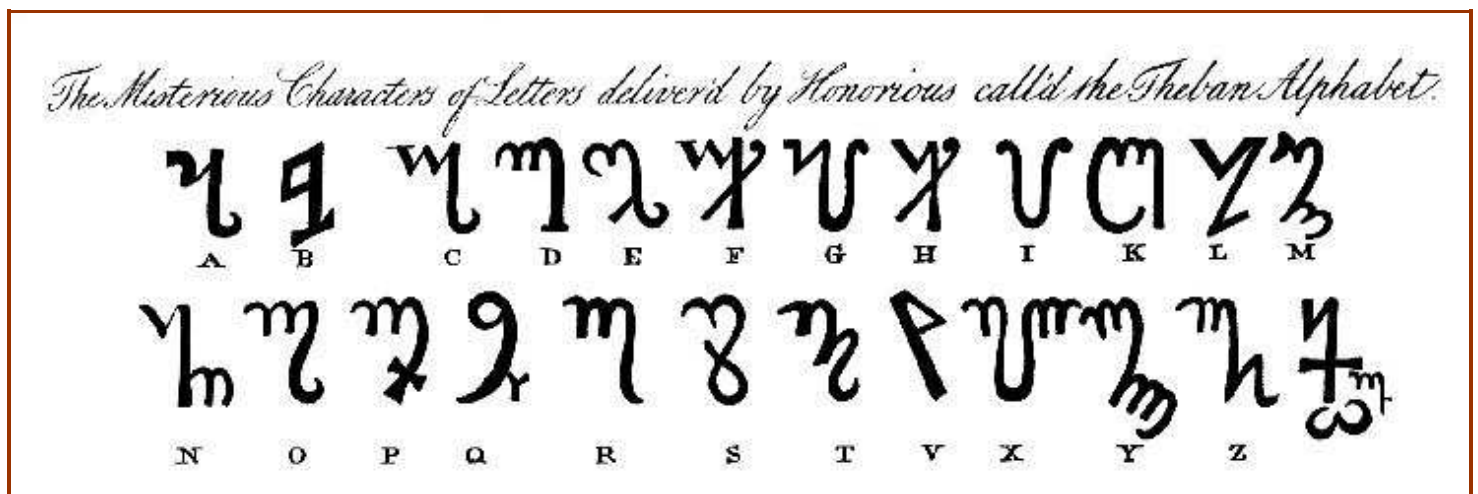 The Misterious Characters of Letters deliver'd by Honorious call'd the Theban Alphabet.
A B C D E F G H I K L M
N O P Q R S T V X Y Z